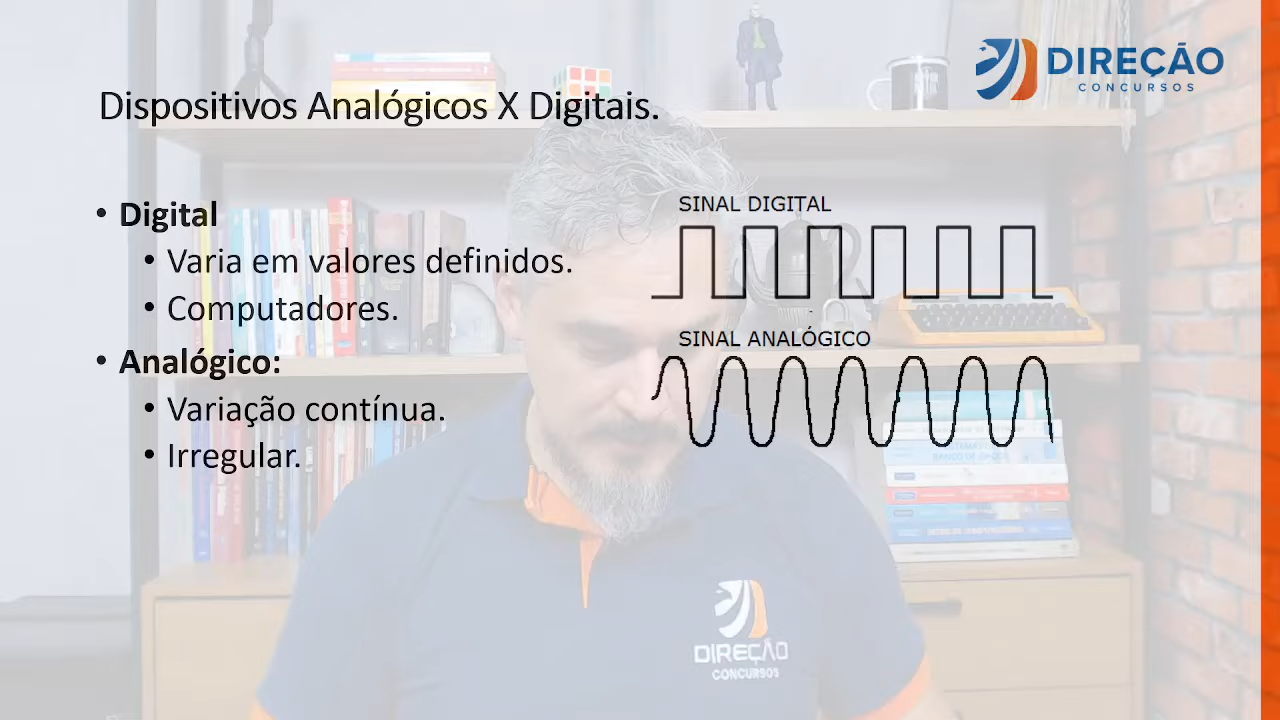 DIREÇÃO
CONCURSOS
Dispositivos Analógicos X Digitais.
• Digital
• Varia em valores definidos.
• Computadores.
• Analógico:
• Variação contínua.
• Irregular.
SINAL DIGITAL
SINAL ANALÓGICO
DIREÇÃO
CONCURSOS